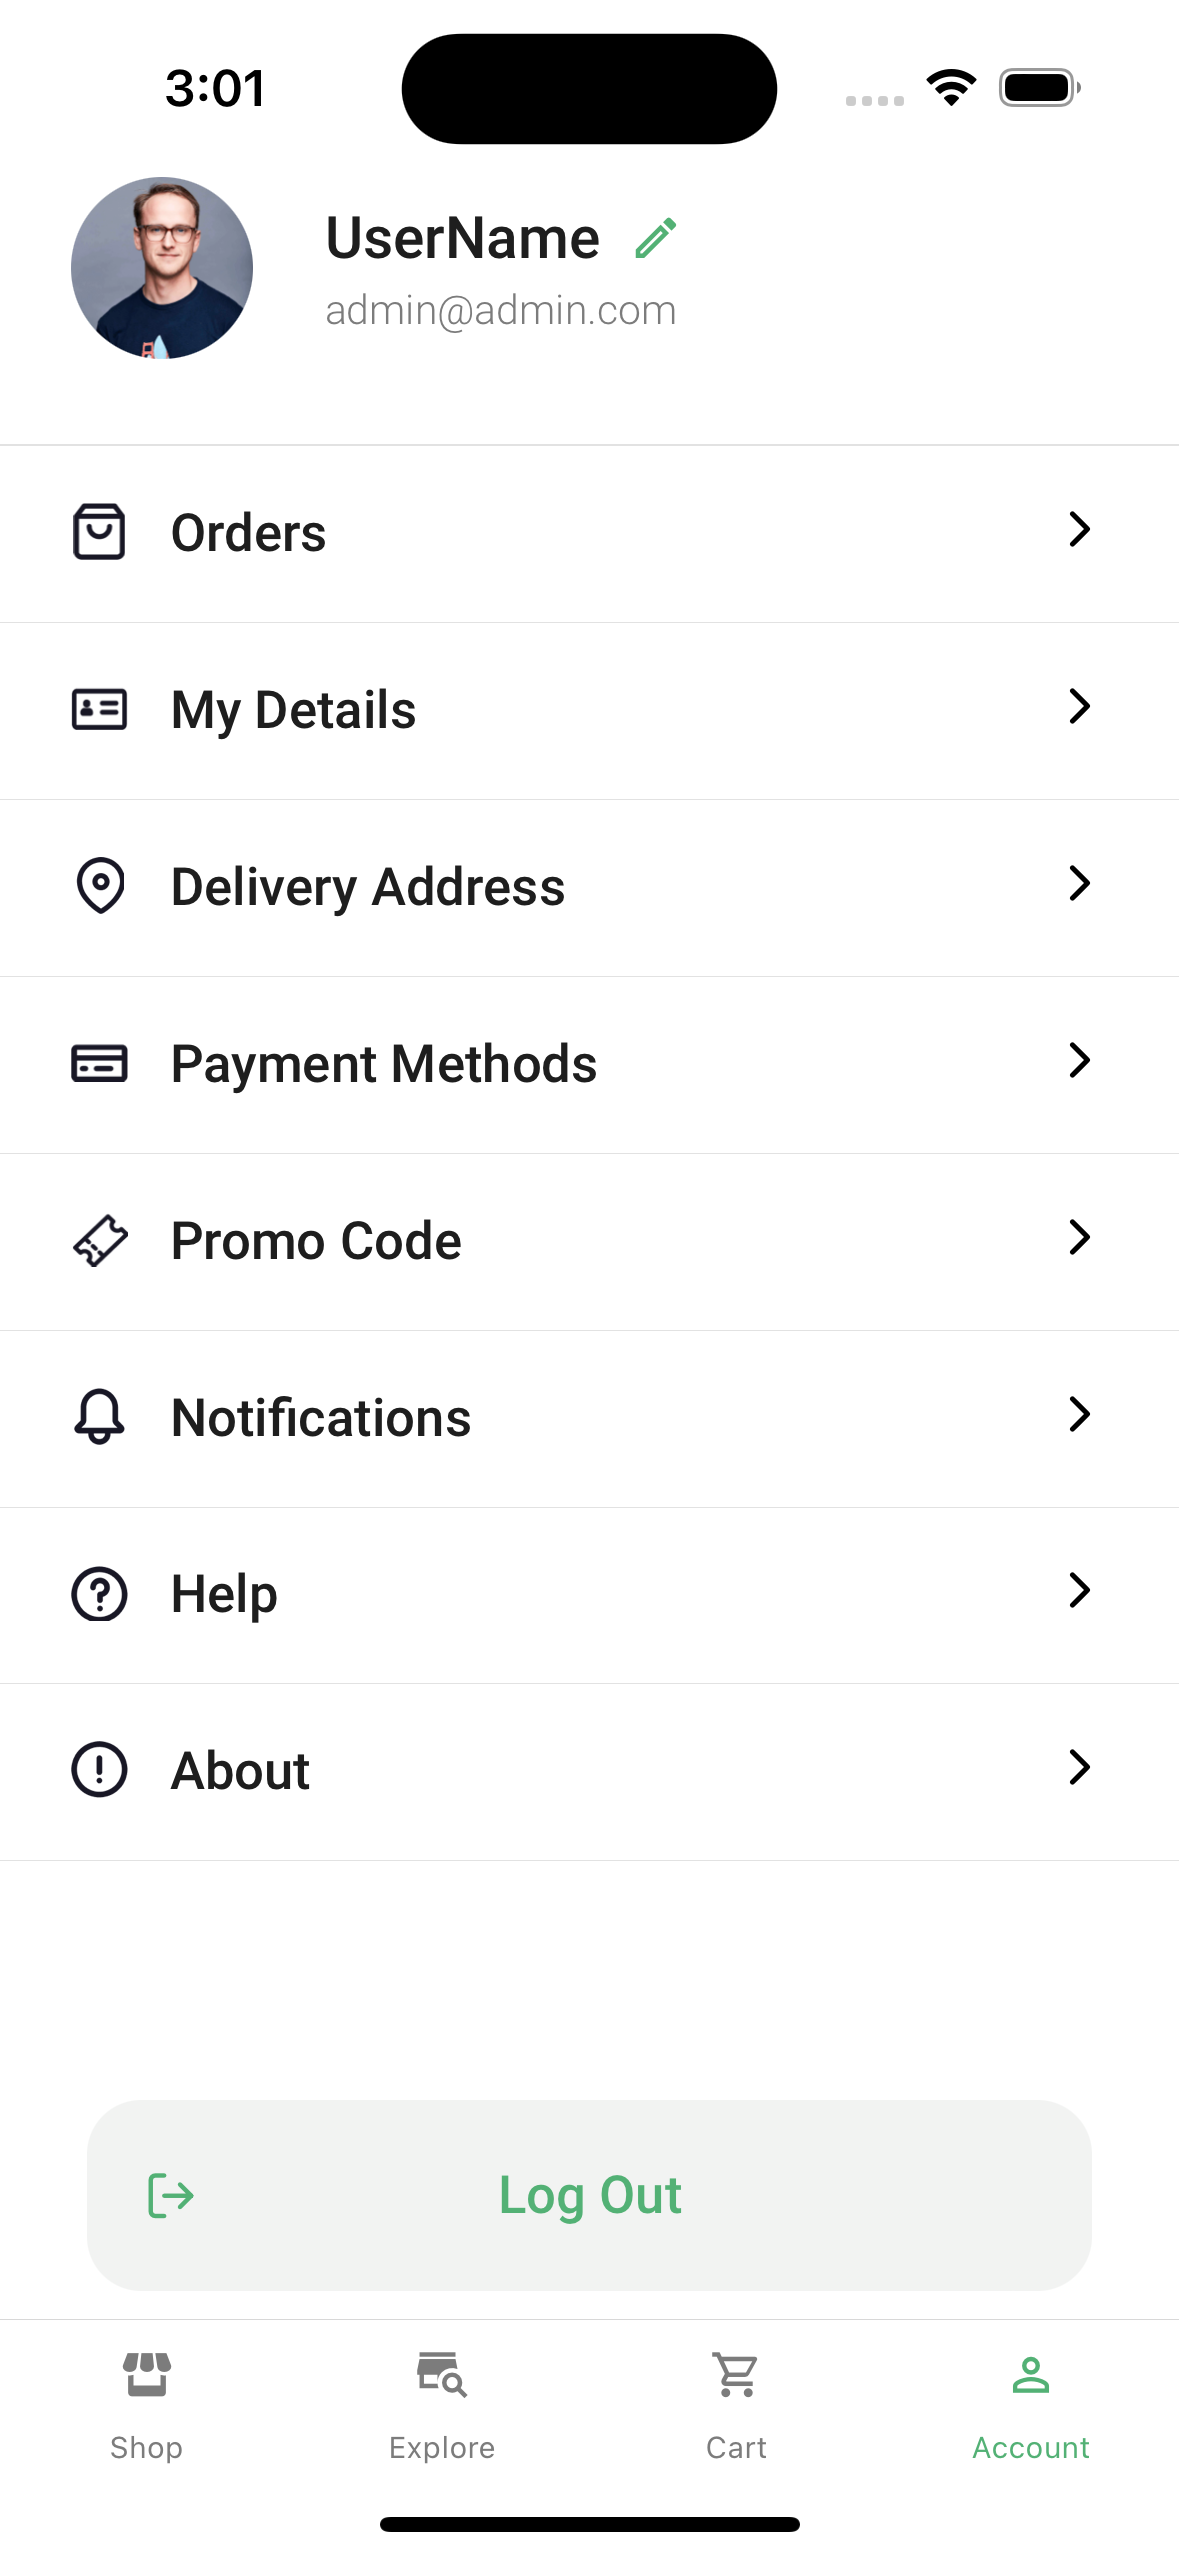 3:01
UserName
admin@admin.com
Orders
My Details
Delivery Address
Payment Methods
Promo Code
Notifications
Help
About
Log Out
Shop
Explore
Cart
Account